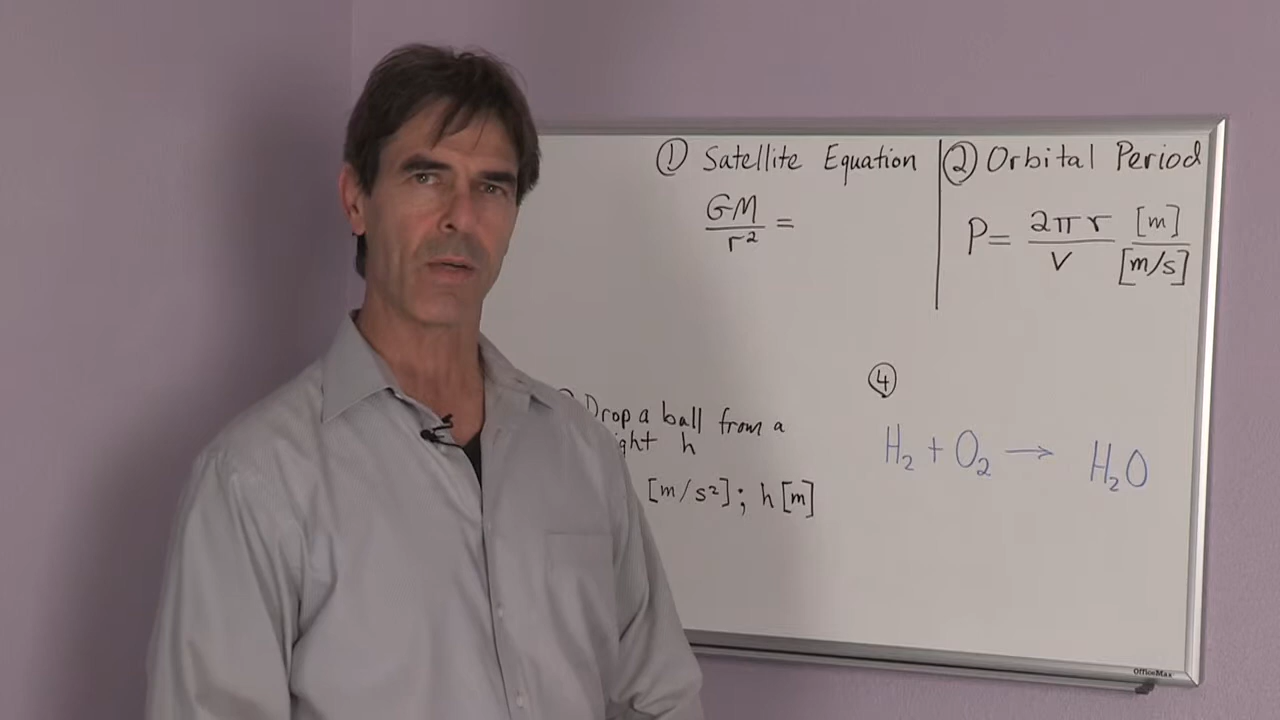 ① Satellite Equation
GM
r² =
② Orbital Period
P = 2πr [m]
V [m/s]
Drop a ball from a
h
[m/s²]; h[m]
④
H₂ + O₂ → H₂O
OfficeMax